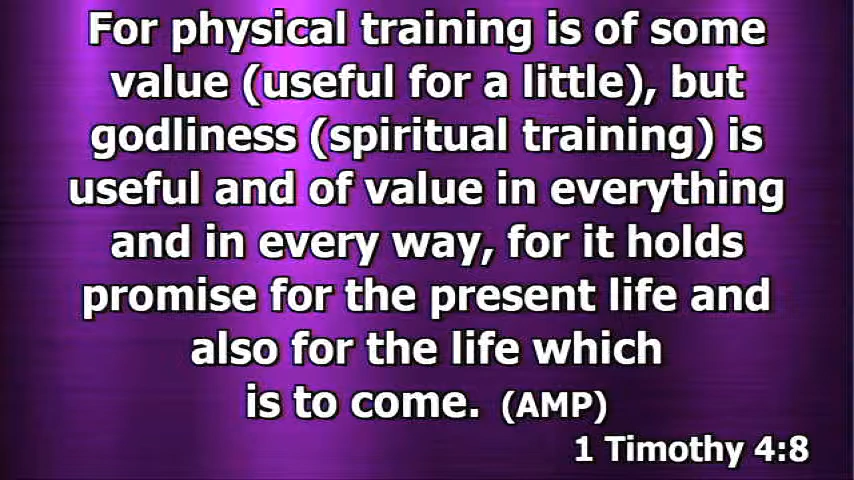 For physical training is of some
value (useful for a little), but
godliness (spiritual training) is
useful and of value in everything
and in every way, for it holds
promise for the present life and
also for the life which
is to come. (AMP)
1 Timothy 4:8